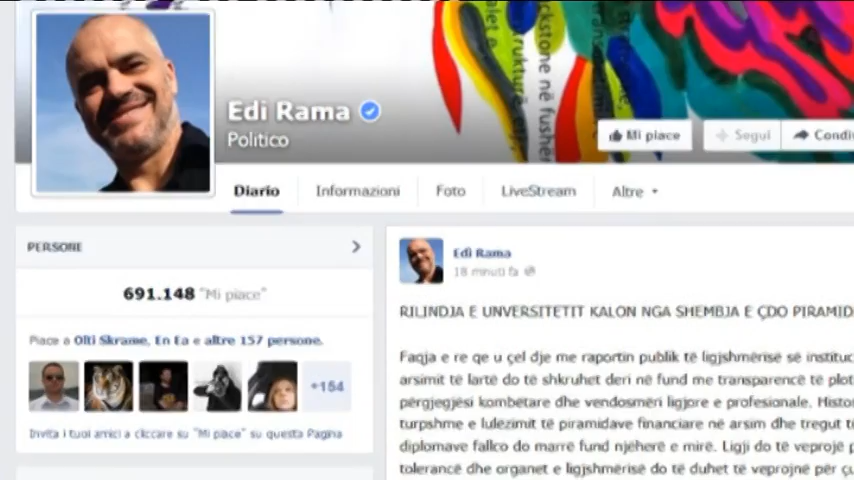 Edi Rama
Politico
Mi piace
Segui
Diario
Informazioni
Foto
LiveStream
Altre
PERSONE
691.148 "Mi piace"
Piace a Olti Skrame, En Ea e altre 157 persone.
+154
Invita i tuoi amici a cliccare su "Mi piace" su questa Pagina
Edi Rama
18 minuti fa
RILINDJA E UNVERSITETIT KALON NGA SHEMBJA E ÇDO PIRAMID
Faqja e re qe u çel dje me raportin publik të ligjshmërisë së instituc
arsimit të lartë do të shkruhet deri në fund me transparencë të plot
përgjegjësi kombëtare dhe vendosmëri ligjore e profesionale. Histor
turpshme e lulëzimit të piramidave financiare në arsim dhe tregut të
diplomave fallco do marrë fund njëherë e mirë. Ligji do të veprojë p
tolerancë dhe organet e ligjshmërisë do të duhet të veprojnë për çu